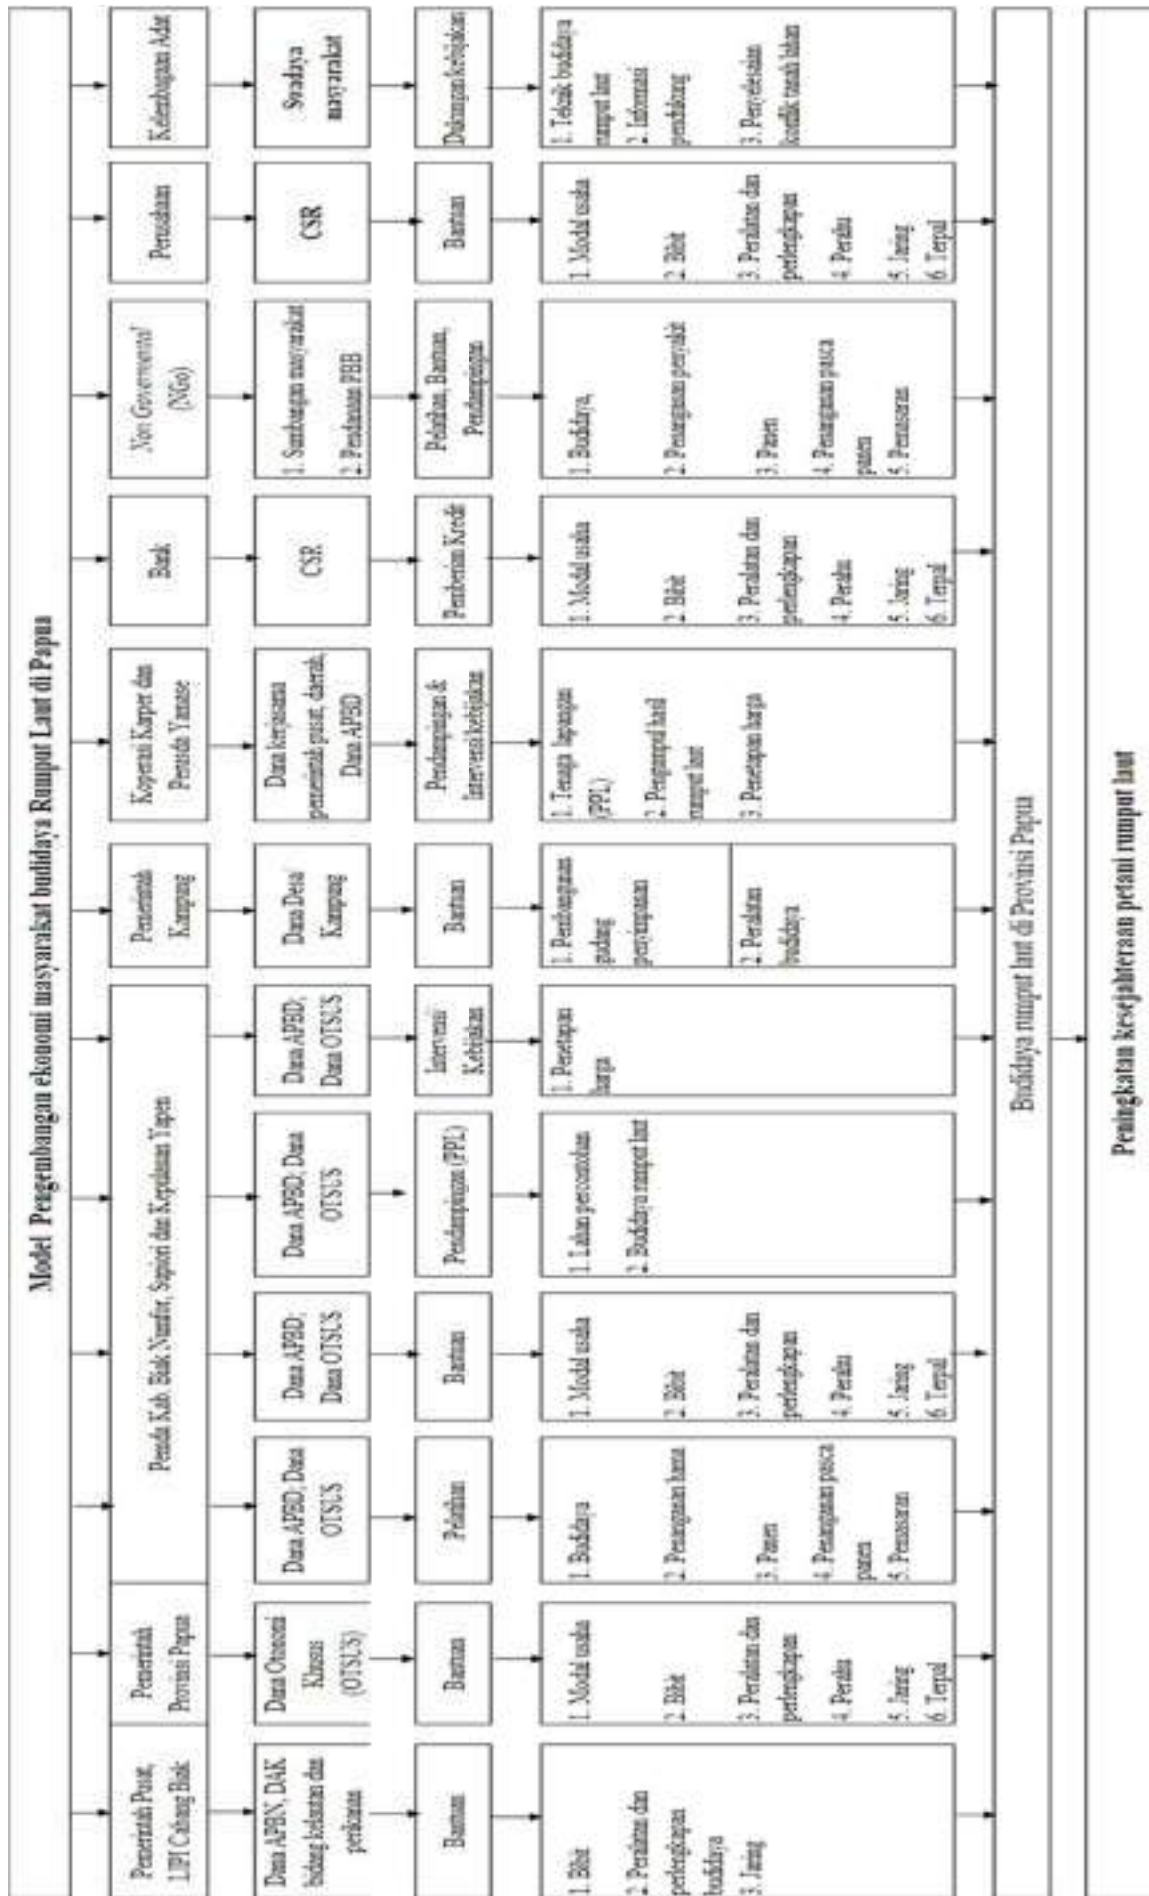 Model Pengembangan ekonomi masyarakat budidaya Rumput Laut di Papua
Pemerintah Pusat,
LIPI Cabang Biak
Pemerintah
Provinsi Papua
Pemda Kab. Biak Numfor, Supiori dan Kepulauan Yapen
Pemerintah
Kampung
Koperasi Karper dan
Perusda Yamase
Bank
Non Governmental
(NGo)
Perusahaan
Kelembagaan Adat
Dana APBN, DAK
bidang kelautan dan
perikanan
Dana Otonomi
Khusus
(OTSUS)
Dana APBD; Dana
OTSUS
Dana APBD;
Dana OTSUS
Dana APBD; Dana
OTSUS
Dana APBD;
Dana OTSUS
Dana Desa/
Kampung
Dana kerjasama
pemerintah pusat, daerah,
Dana APBD
CSR
1. Sumbangan masyarakat
2. Pendanaan PBB
CSR
Swadaya
masyarakat
Bantuan
Bantuan
Pelatihan
Bantuan
Pendampingan (PPL)
Intervensi/
Kebijakan
Bantuan
Pendampingan &
Intervensi kebijakan
Pemberian Kredit
Pelatihan, Bantuan,
Pendampingan
Bantuan
Dukungan kebijakan
1. Bibit
2. Peralatan dan
perlengkapan
budidaya
3. Jaring
1. Modal usaha
2. Bibit
3. Peralatan dan
perlengkapan
4. Perahu
5. Jaring
6. Terpal
1. Budidaya
2. Penanganan hama
3. Panen
4. Penanganan pasca
panen
5. Pemasaran
1. Modal usaha
2. Bibit
3. Peralatan dan
perlengkapan
4. Perahu
5. Jaring
6. Terpal
1. Lahan percontohan
2. Budidaya rumput laut
1. Penetapan
harga
1. Pembangunan
gudang
penyimpanan
2. Peralatan
budidaya
1. Tenaga lapangan
(PPL)
2. Pengumpul hasil
rumput laut
3. Penetapan harga
1. Modal usaha
2. Bibit
3. Peralatan dan
perlengkapan
4. Perahu
5. Jaring
6. Terpal
1. Budidaya,
2. Penanganan penyakit
3. Panen
4. Penanganan pasca
panen
5. Pemasaran
1. Modal usaha
2. Bibit
3. Peralatan dan
perlengkapan
4. Perahu
5. Jaring
6. Terpal
1. Teknik budidaya
rumput laut
2. Informasi
pendukung
3. Penyelesaian
konflik tanah lahan
Budidaya rumput laut di Provinsi Papua
Peningkatan kesejahteraan petani rumput laut